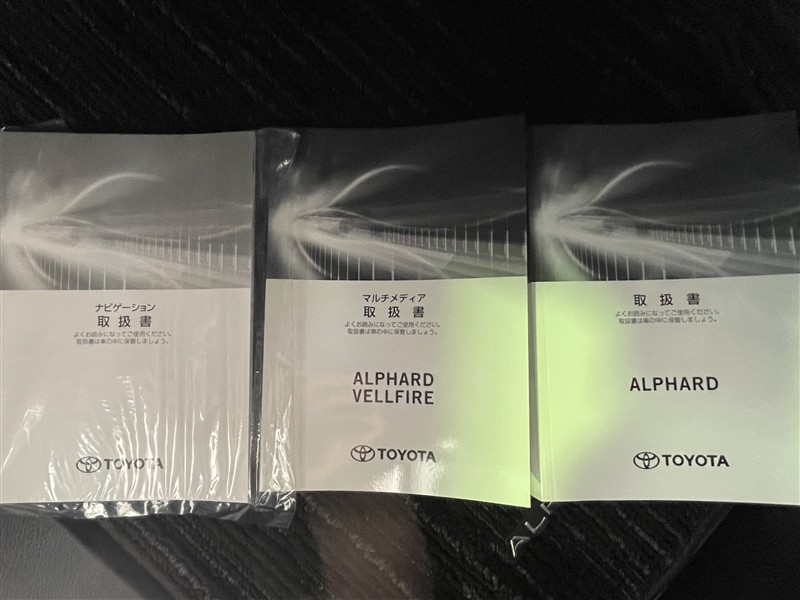 ナビゲーション
取扱書
よくお読みになってご使用ください。
取扱書は車の中に保管しましょう。
TOYOTA
マルチメディア
取扱書
よくお読みになってご使用ください。
取扱書は車の中に保管しましょう。
ALPHARD
VELLFIRE
TOYOTA
取扱書
よくお読みになってご使用ください。
取扱書は車の中に保管しましょう。
ALPHARD
TOYOTA